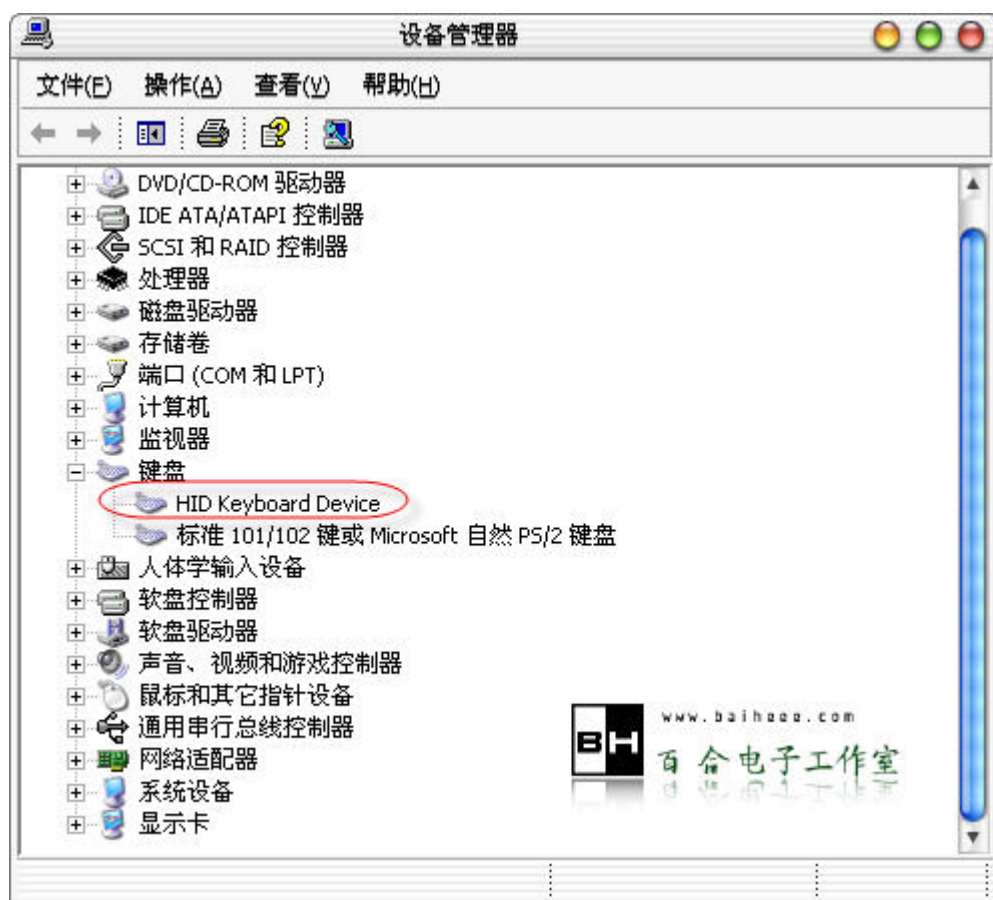 设备管理器
文件(F) 操作(A) 查看(V) 帮助(H)
DVD/CD-ROM 驱动器
IDE ATA/ATAPI 控制器
SCSI 和 RAID 控制器
处理器
磁盘驱动器
存储卷
端口 (COM 和 LPT)
计算机
监视器
键盘
HID Keyboard Device
标准 101/102 键或 Microsoft 自然 PS/2 键盘
人体学输入设备
软盘控制器
软盘驱动器
声音、视频和游戏控制器
鼠标和其它指针设备
通用串行总线控制器
网络适配器
系统设备
显示卡
BH
www.baiheee.com
百合电子工作室